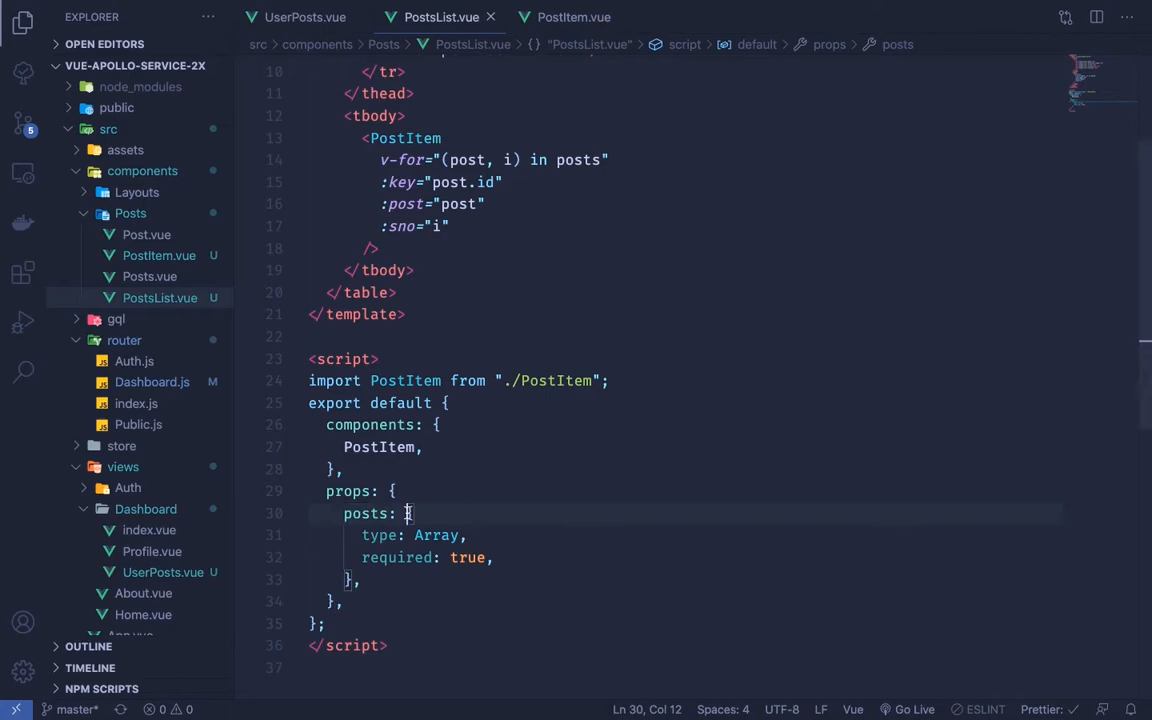 EXPLORER
UserPosts.vue
PostsList.vue
PostItem.vue
OPEN EDITORS
src components Posts PostsList.vue {} "PostsList.vue" script default props posts
VUE-APOLLO-SERVICE-2X
node_modules
public
src
assets
components
Layouts
Posts
Post.vue
PostItem.vue U
Posts.vue
PostsList.vue U
gql
router
Auth.js
Dashboard.js M
index.js
Public.js
store
views
Auth
Dashboard
index.vue
Profile.vue
UserPosts.vue U
About.vue
Home.vue
OUTLINE
TIMELINE
NPM SCRIPTS
5
10 </tr>
11 </thead>
12 <tbody>
13 <PostItem
14 v-for="(post, i) in posts"
15 :key="post.id"
16 :post="post"
17 :sno="i"
18 />
19 </tbody>
20 </table>
21 </template>
22
23 <script>
24 import PostItem from "./PostItem";
25 export default {
26 components: {
27 PostItem,
28 },
29 props: {
30 posts: {
31 type: Array,
32 required: true,
33 },
34 },
35 };
36 </script>
37
master* 0 0 Ln 30, Col 12 Spaces: 4 UTF-8 LF Vue Go Live ESLINT Prettier: ✓